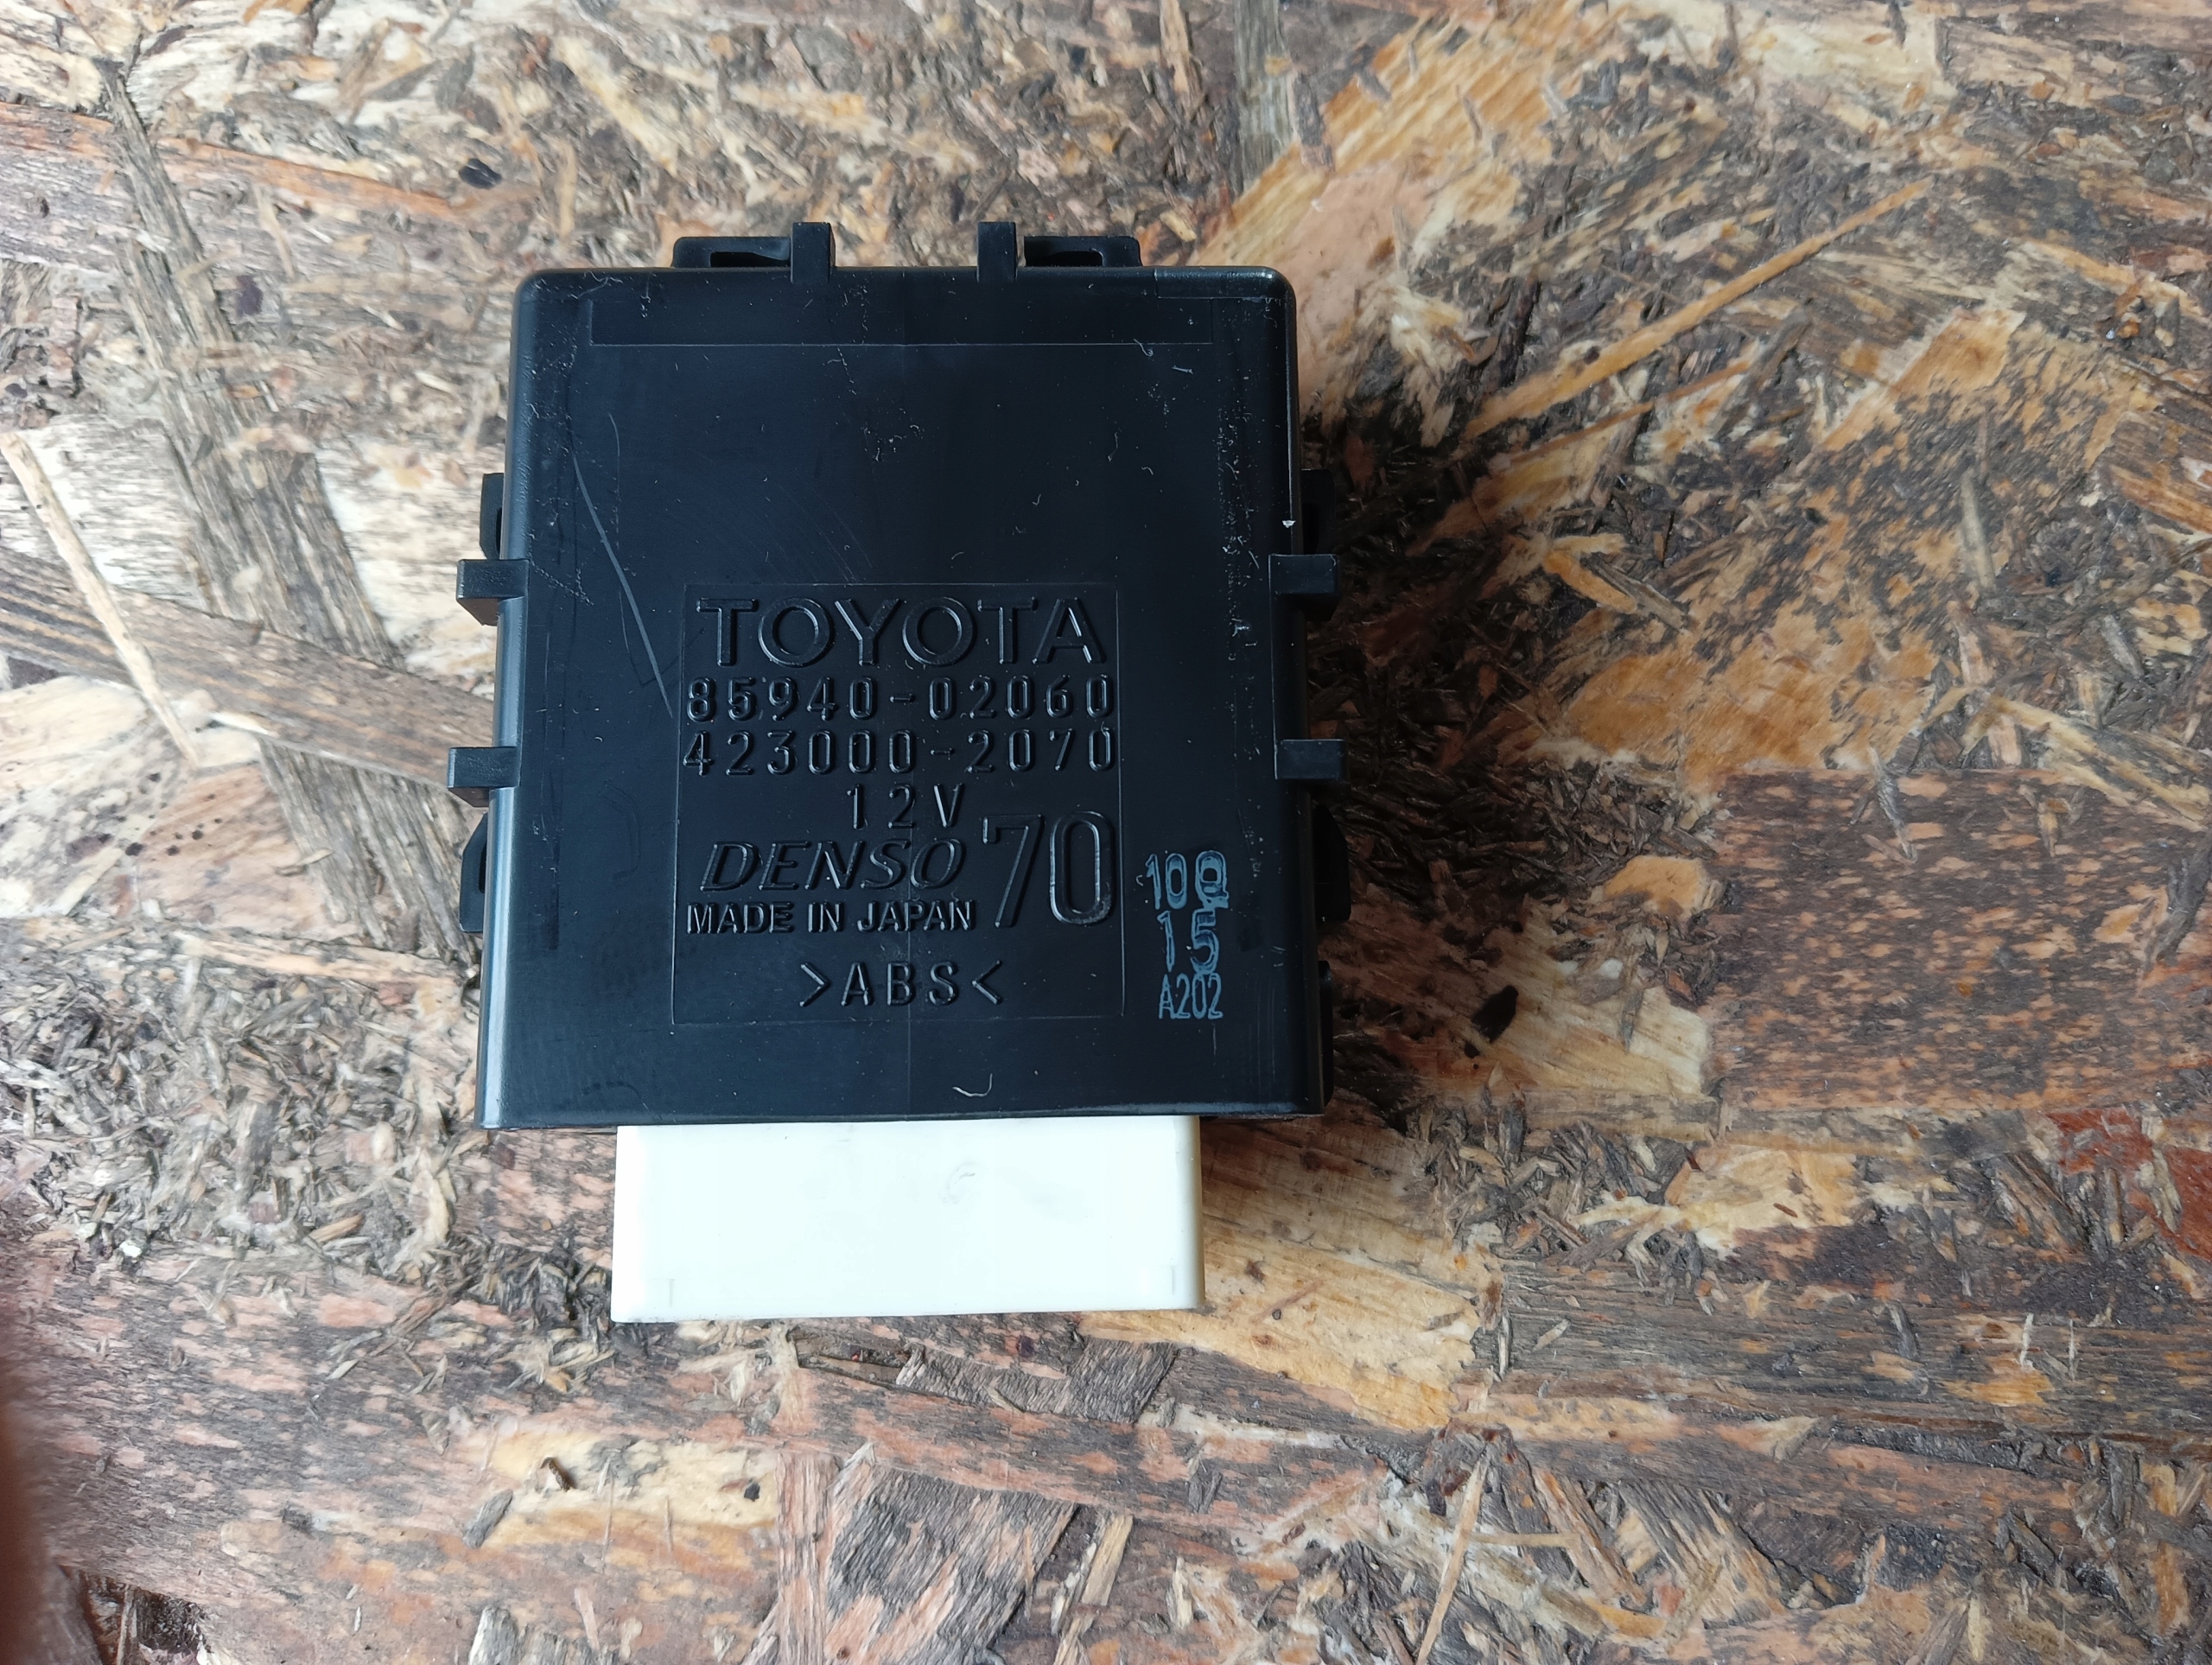 TOYOTA
85940-02060
423000-2070
12V
DENSO 70
MADE IN JAPAN
>ABS<
15
A202